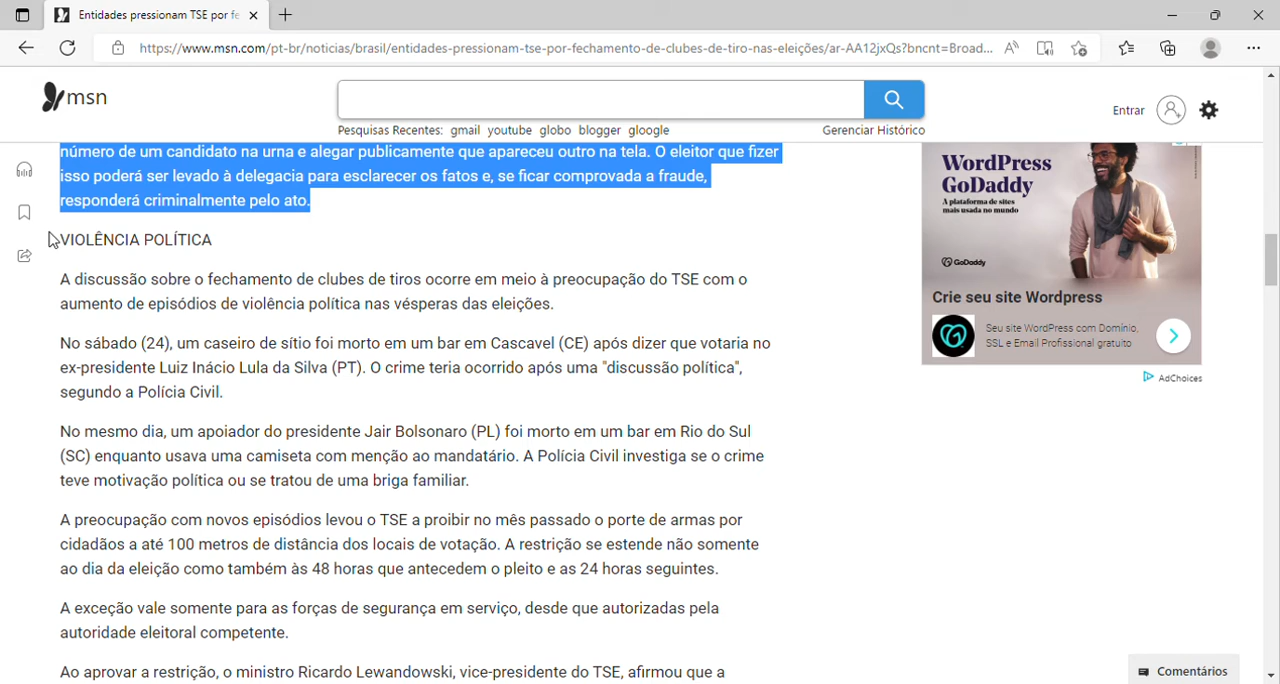 Entidades pressionam TSE por fe
https://www.msn.com/pt-br/noticias/brasil/entidades-pressionam-tse-por-fechamento-de-clubes-de-tiro-nas-eleições/ar-AA12jxQs?bncnt=Broad...
msn
Pesquisas Recentes: gmail youtube globo blogger gloogle
Gerenciar Histórico
Entrar
número de um candidato na urna e alegar publicamente que apareceu outro na tela. O eleitor que fizer
isso poderá ser levado à delegacia para esclarecer os fatos e, se ficar comprovada a fraude,
responderá criminalmente pelo ato.
VIOLÊNCIA POLÍTICA
A discussão sobre o fechamento de clubes de tiros ocorre em meio à preocupação do TSE com o
aumento de episódios de violência política nas vésperas das eleições.
No sábado (24), um caseiro de sítio foi morto em um bar em Cascavel (CE) após dizer que votaria no
ex-presidente Luiz Inácio Lula da Silva (PT). O crime teria ocorrido após uma "discussão política",
segundo a Polícia Civil.
No mesmo dia, um apoiador do presidente Jair Bolsonaro (PL) foi morto em um bar em Rio do Sul
(SC) enquanto usava uma camiseta com menção ao mandatário. A Polícia Civil investiga se o crime
teve motivação política ou se tratou de uma briga familiar.
A preocupação com novos episódios levou o TSE a proibir no mês passado o porte de armas por
cidadãos a até 100 metros de distância dos locais de votação. A restrição se estende não somente
ao dia da eleição como também às 48 horas que antecedem o pleito e as 24 horas seguintes.
A exceção vale somente para as forças de segurança em serviço, desde que autorizadas pela
autoridade eleitoral competente.
Ao aprovar a restrição, o ministro Ricardo Lewandowski, vice-presidente do TSE, afirmou que a
WordPress
GoDaddy
A plataforma de sites
mais usada no mundo
GoDaddy
Crie seu site Wordpress
Seu site WordPress com Domínio,
SSL e Email Profissional gratuito
AdChoices
Comentários